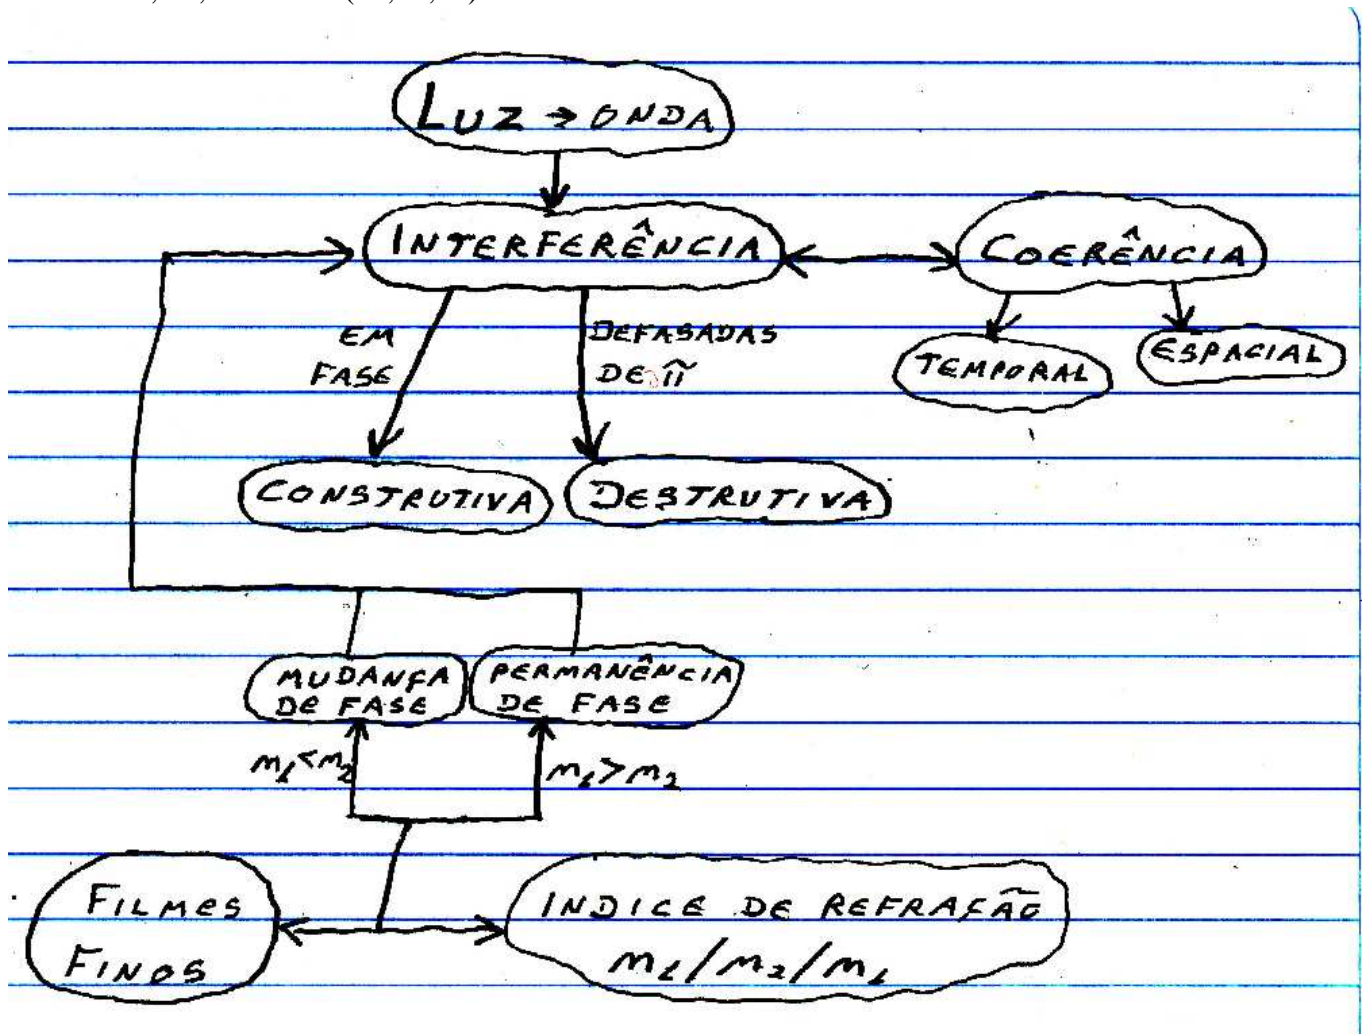 LUZ → ONDA
INTERFERÊNCIA
COERÊNCIA
EM
FASE
DEFASADAS
DE π
TEMPORAL
ESPACIAL
CONSTRUTIVA
DESTRUTIVA
MUDANÇA
DE FASE
PERMANÊNCIA
DE FASE
n₁<n₂
n₁>n₂
FILMES
FINOS
INDICE DE REFRAÇÃO
n₁/n₂/n₁